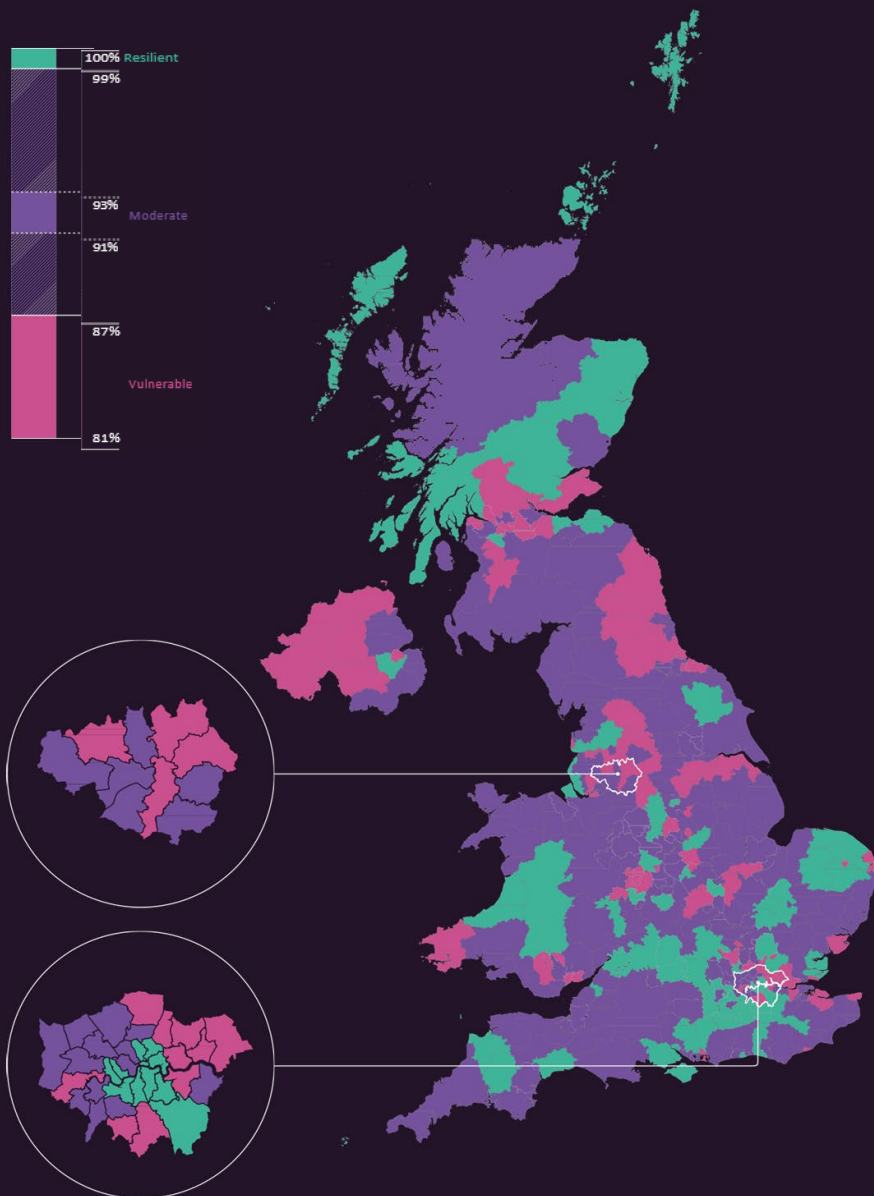 100% Resilient
99%
93%
Moderate
91%
87%
Vulnerable
81%